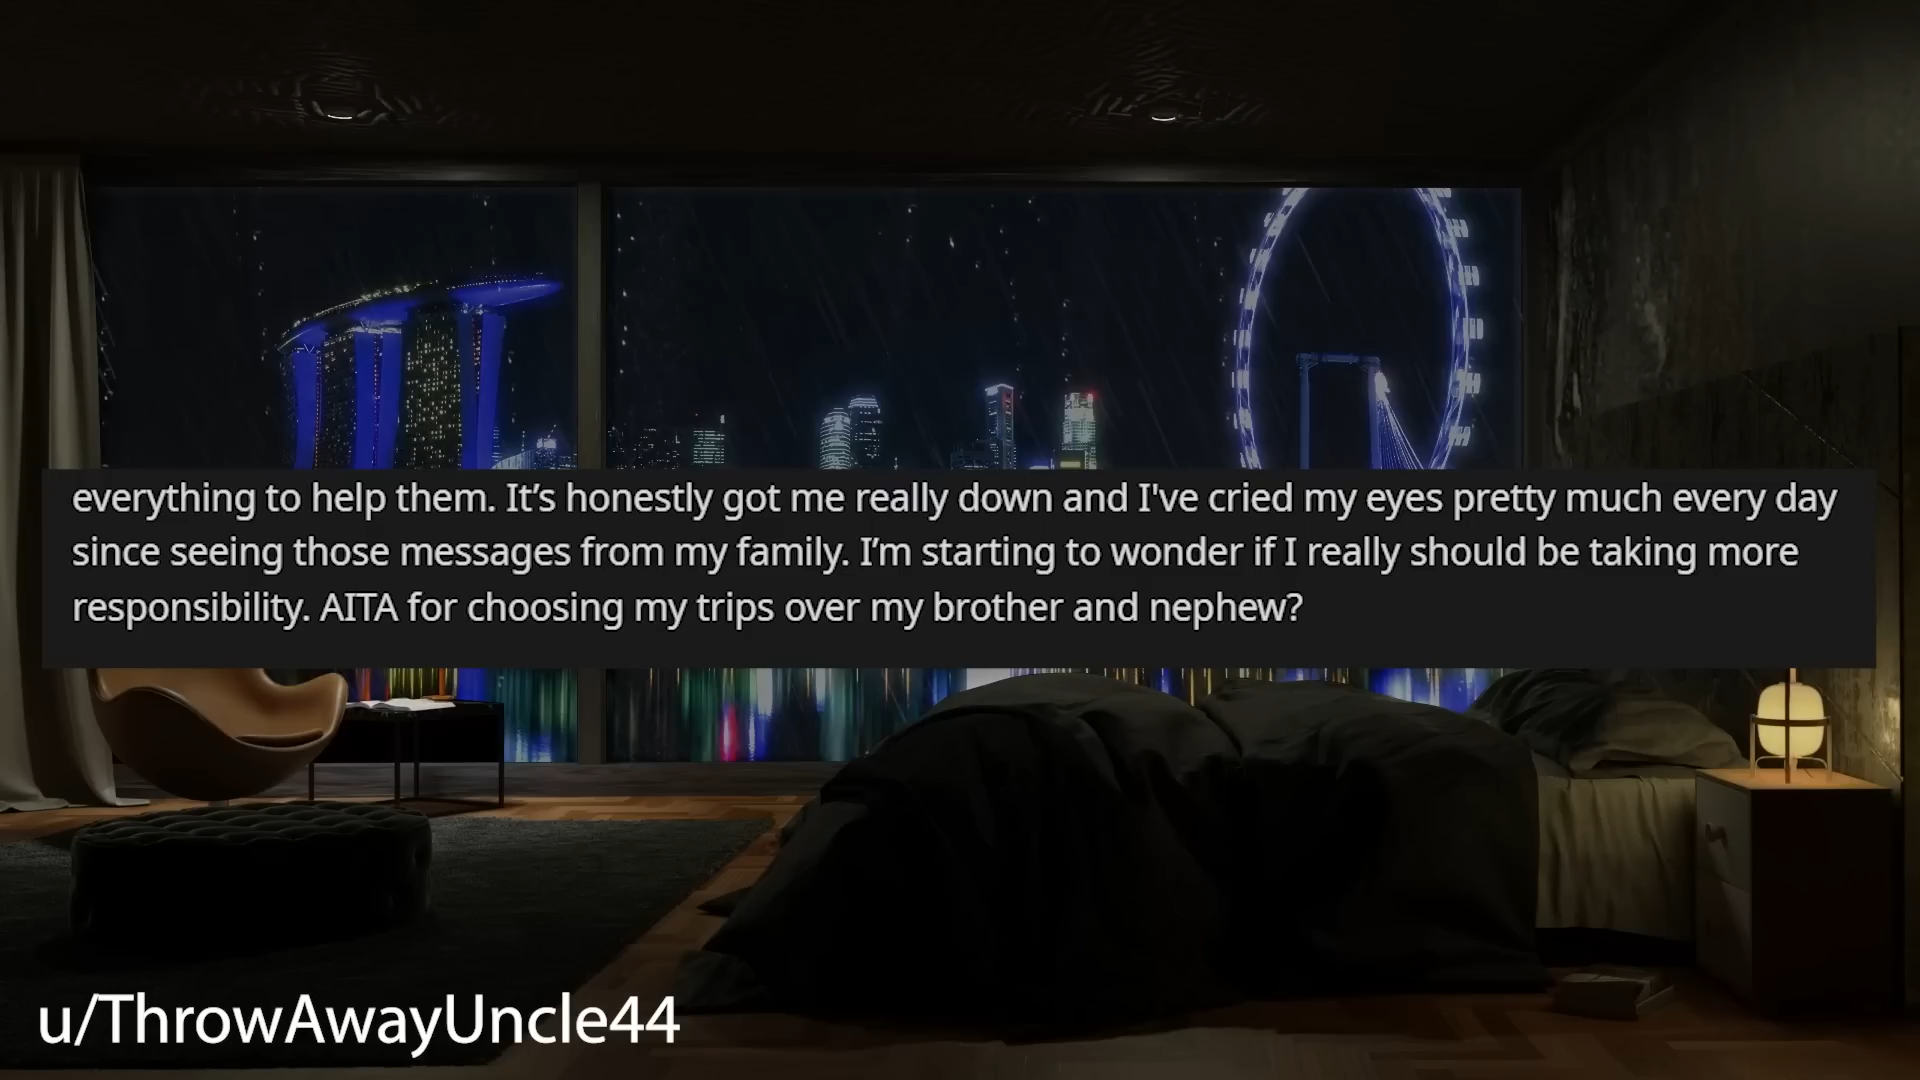 everything to help them. It’s honestly got me really down and I've cried my eyes pretty much every day
since seeing those messages from my family. I’m starting to wonder if I really should be taking more
responsibility. AITA for choosing my trips over my brother and nephew?
u/ThrowAwayUncle44